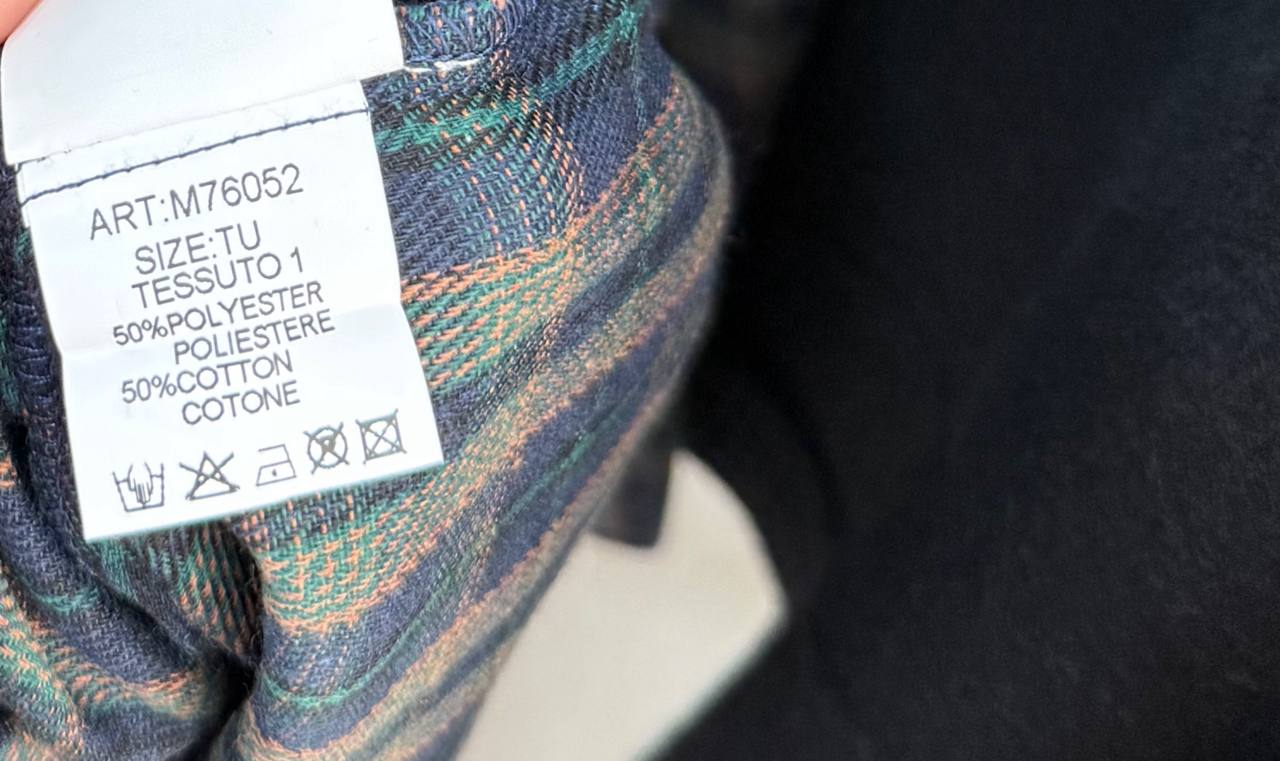 ART:M76052
SIZE:TU
TESSUTO 1
50%POLYESTER
POLIESTERE
50%COTTON
COTONE